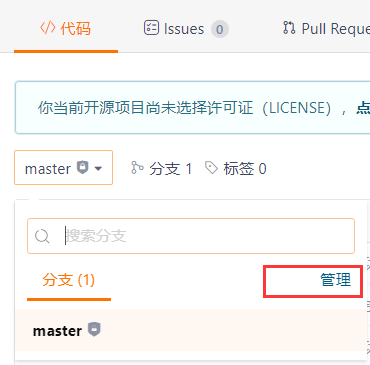 代码 Issues 0 Pull Reque
你当前开源项目尚未选择许可证（LICENSE），点
master 分支 1 标签 0
搜索分支
分支 (1) 管理
master